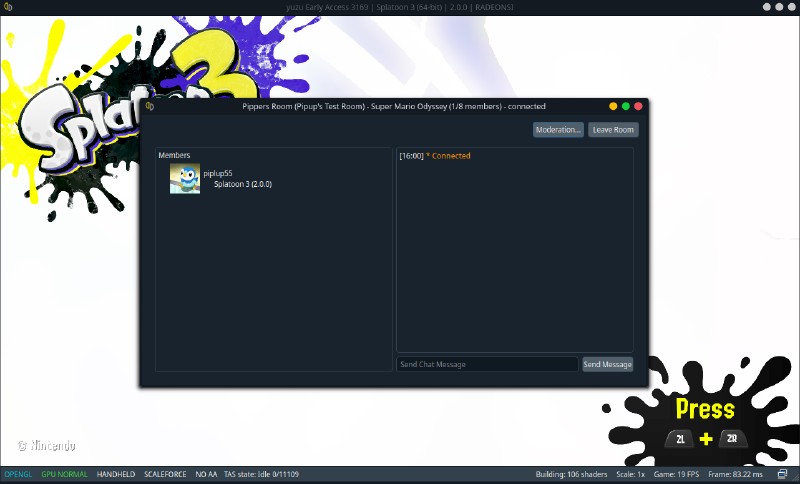 yuzu Early Access 3169 | Splatoon 3 (64-bit) | 2.0.0 | RADEONSI
Splatoon 3
Pippers Room (Pipup's Test Room) - Super Mario Odyssey (1/8 members) - connected
Moderation...
Leave Room
Members
piplup55
Splatoon 3 (2.0.0)
[16:00] * Connected
Send Chat Message
Send Message
Press
ZL + ZR
© Nintendo
OPENGL GPU NORMAL HANDHELD SCALEFORCE NO AA TAS state: Idle 0/11109
Building: 106 shaders Scale: 1x Game: 19 FPS Frame: 83.22 ms